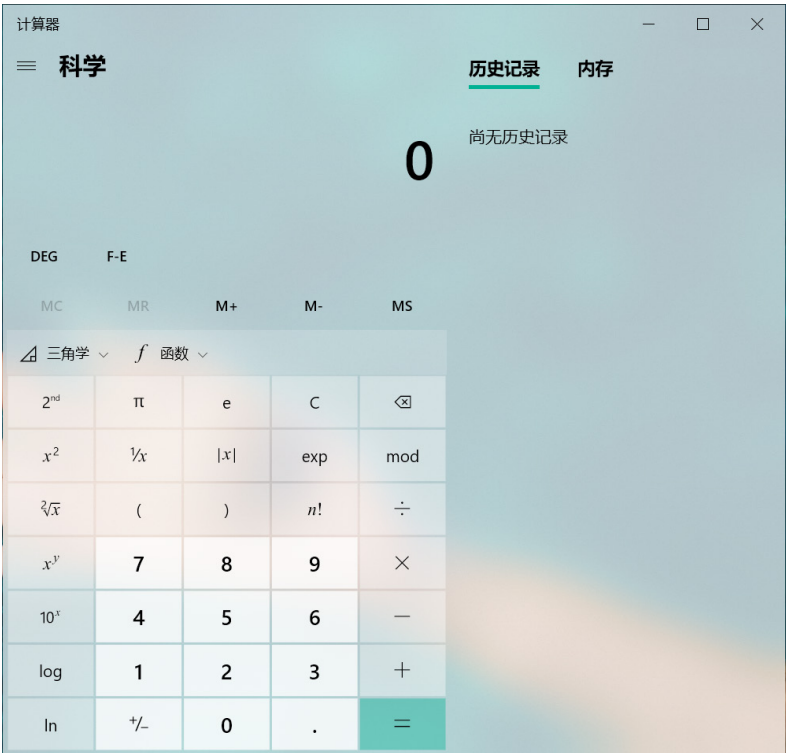 计算器
科学
历史记录 内存
尚无历史记录
0
DEG F-E
MC MR M+ M- MS
三角学 f 函数
2ⁿᵈ π e C
x² ¹/x |x| exp mod
²√x ( ) n! ÷
xʸ 7 8 9 ×
10ˣ 4 5 6 −
log 1 2 3 +
ln +/− 0 . =